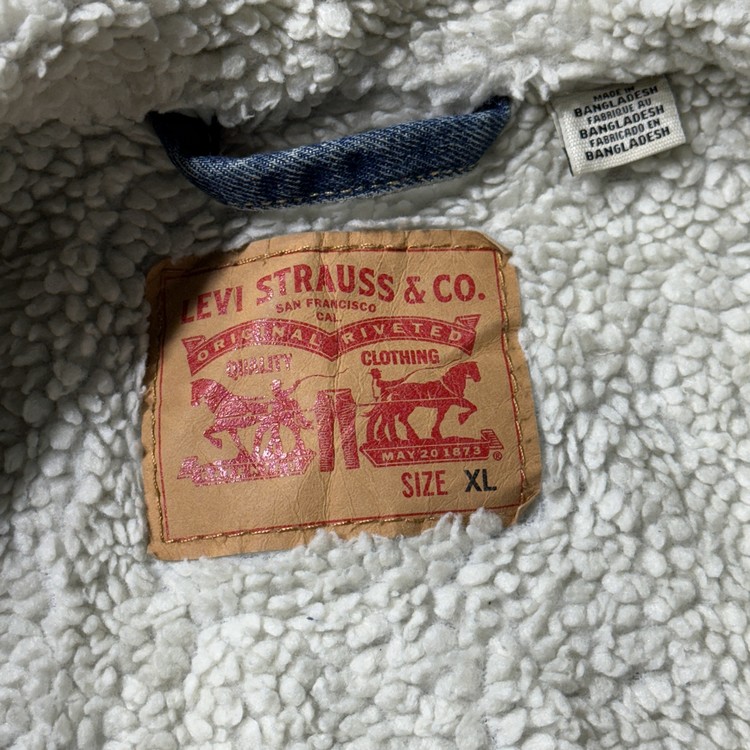 MADE IN
BANGLADESH
FABRIQUE AU
BANGLADESH
FABRICADO EN
BANGLADESH
LEVI STRAUSS & CO.
SAN FRANCISCO
CAL.
ORIGINAL RIVETED
QUALITY CLOTHING
MAY 20 1873 ®
SIZE XL